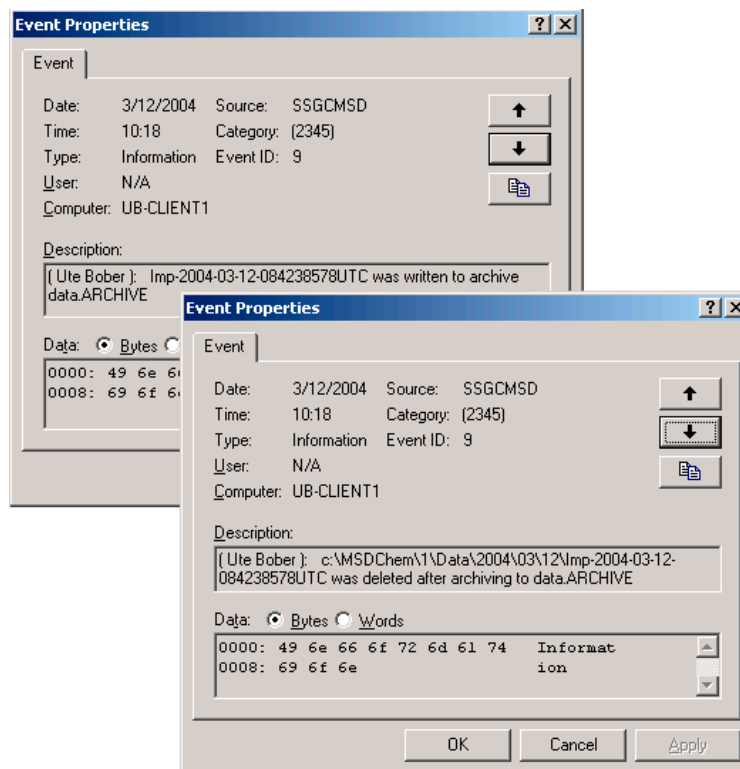 Event Properties
Event
Date: 3/12/2004 Source: SSGCMSD
Time: 10:18 Category: (2345)
Type: Information Event ID: 9
User: N/A
Computer: UB-CLIENT1
Description:
( Ute Bober ): Imp-2004-03-12-084238578UTC was written to archive
data.ARCHIVE
Data: Bytes
0000: 49 6e
0008: 69 6f
Event Properties
Event
Date: 3/12/2004 Source: SSGCMSD
Time: 10:18 Category: (2345)
Type: Information Event ID: 9
User: N/A
Computer: UB-CLIENT1
Description:
( Ute Bober ): c:\MSDChem\1\Data\2004\03\12\Imp-2004-03-12-
084238578UTC was deleted after archiving to data.ARCHIVE
Data: Bytes Words
0000: 49 6e 66 6f 72 6d 61 74 Informat
0008: 69 6f 6e ion
OK Cancel Apply